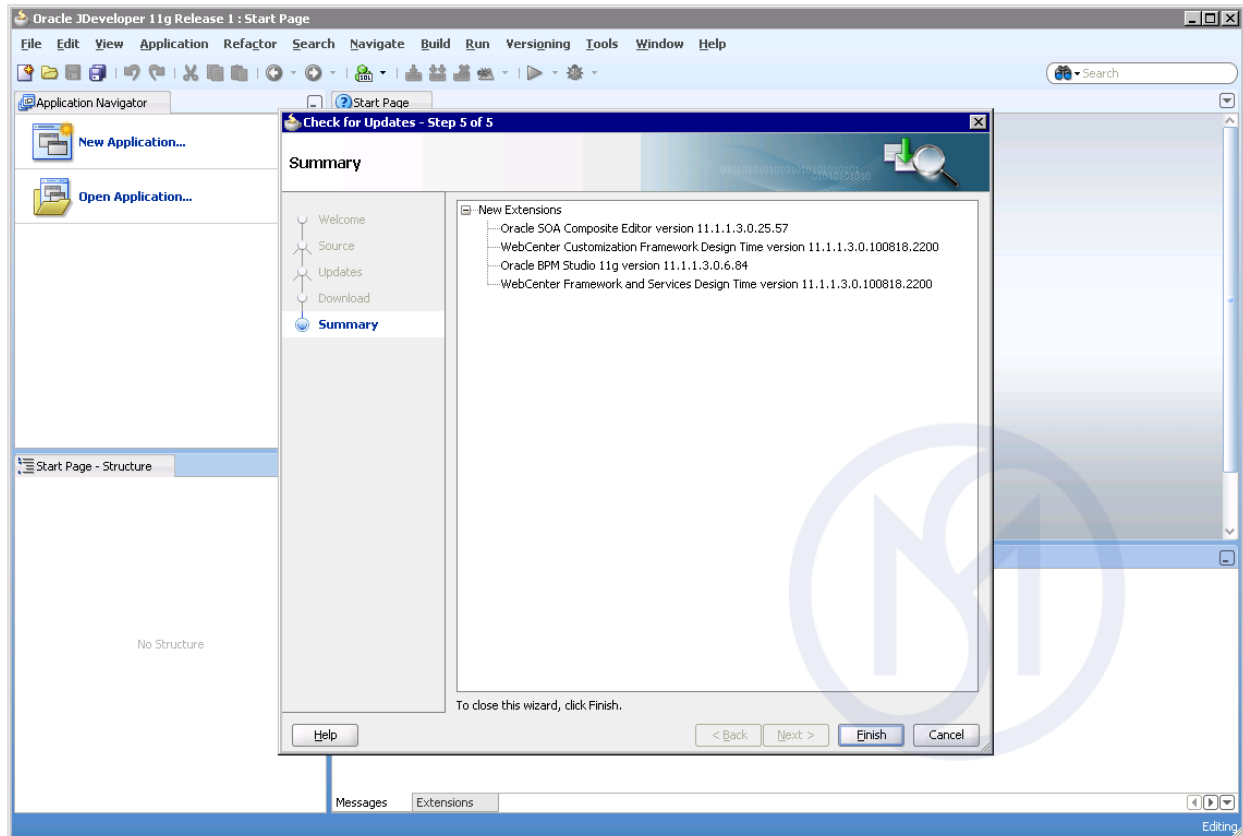 Oracle JDeveloper 11g Release 1 : Start Page
File Edit View Application Refactor Search Navigate Build Run Versioning Tools Window Help
SQL
Search
Application Navigator
Start Page
New Application...
Open Application...
Check for Updates - Step 5 of 5
Summary
Welcome
Source
Updates
Download
Summary
New Extensions
Oracle SOA Composite Editor version 11.1.1.3.0.25.57
WebCenter Customization Framework Design Time version 11.1.1.3.0.100818.2200
Oracle BPM Studio 11g version 11.1.1.3.0.6.84
WebCenter Framework and Services Design Time version 11.1.1.3.0.100818.2200
Start Page - Structure
No Structure
To close this wizard, click Finish.
Help < Back Next > Finish Cancel
Messages Extensions
Editing